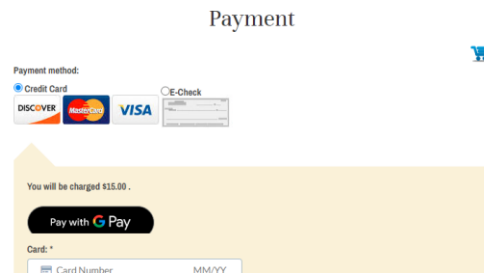 Payment
Payment method:
Credit Card
E-Check
DISCOVER MasterCard VISA
You will be charged $15.00 .
Pay with G Pay
Card: *
Card Number MM/YY